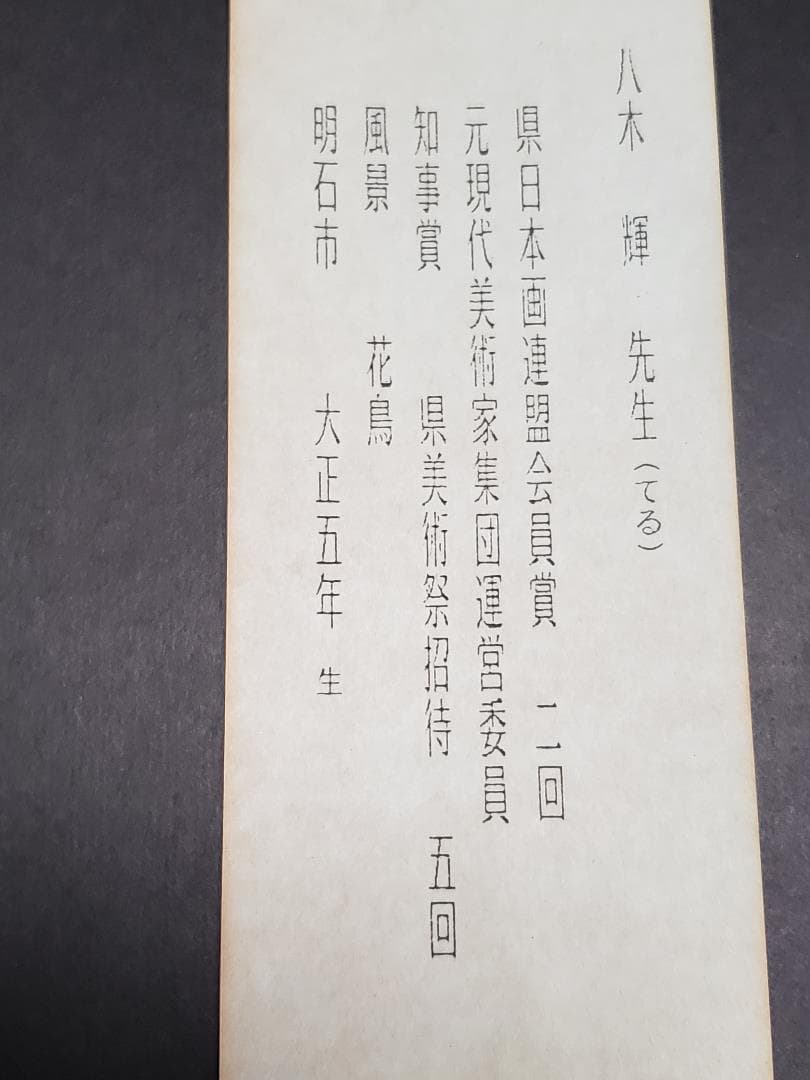 八木　輝　先生（てる）
県日本画連盟会員賞　二回
元現代美術家集団運営委員
知事賞　　県美術祭招待　五回
風景　　花鳥
明石市　　大正五年　生